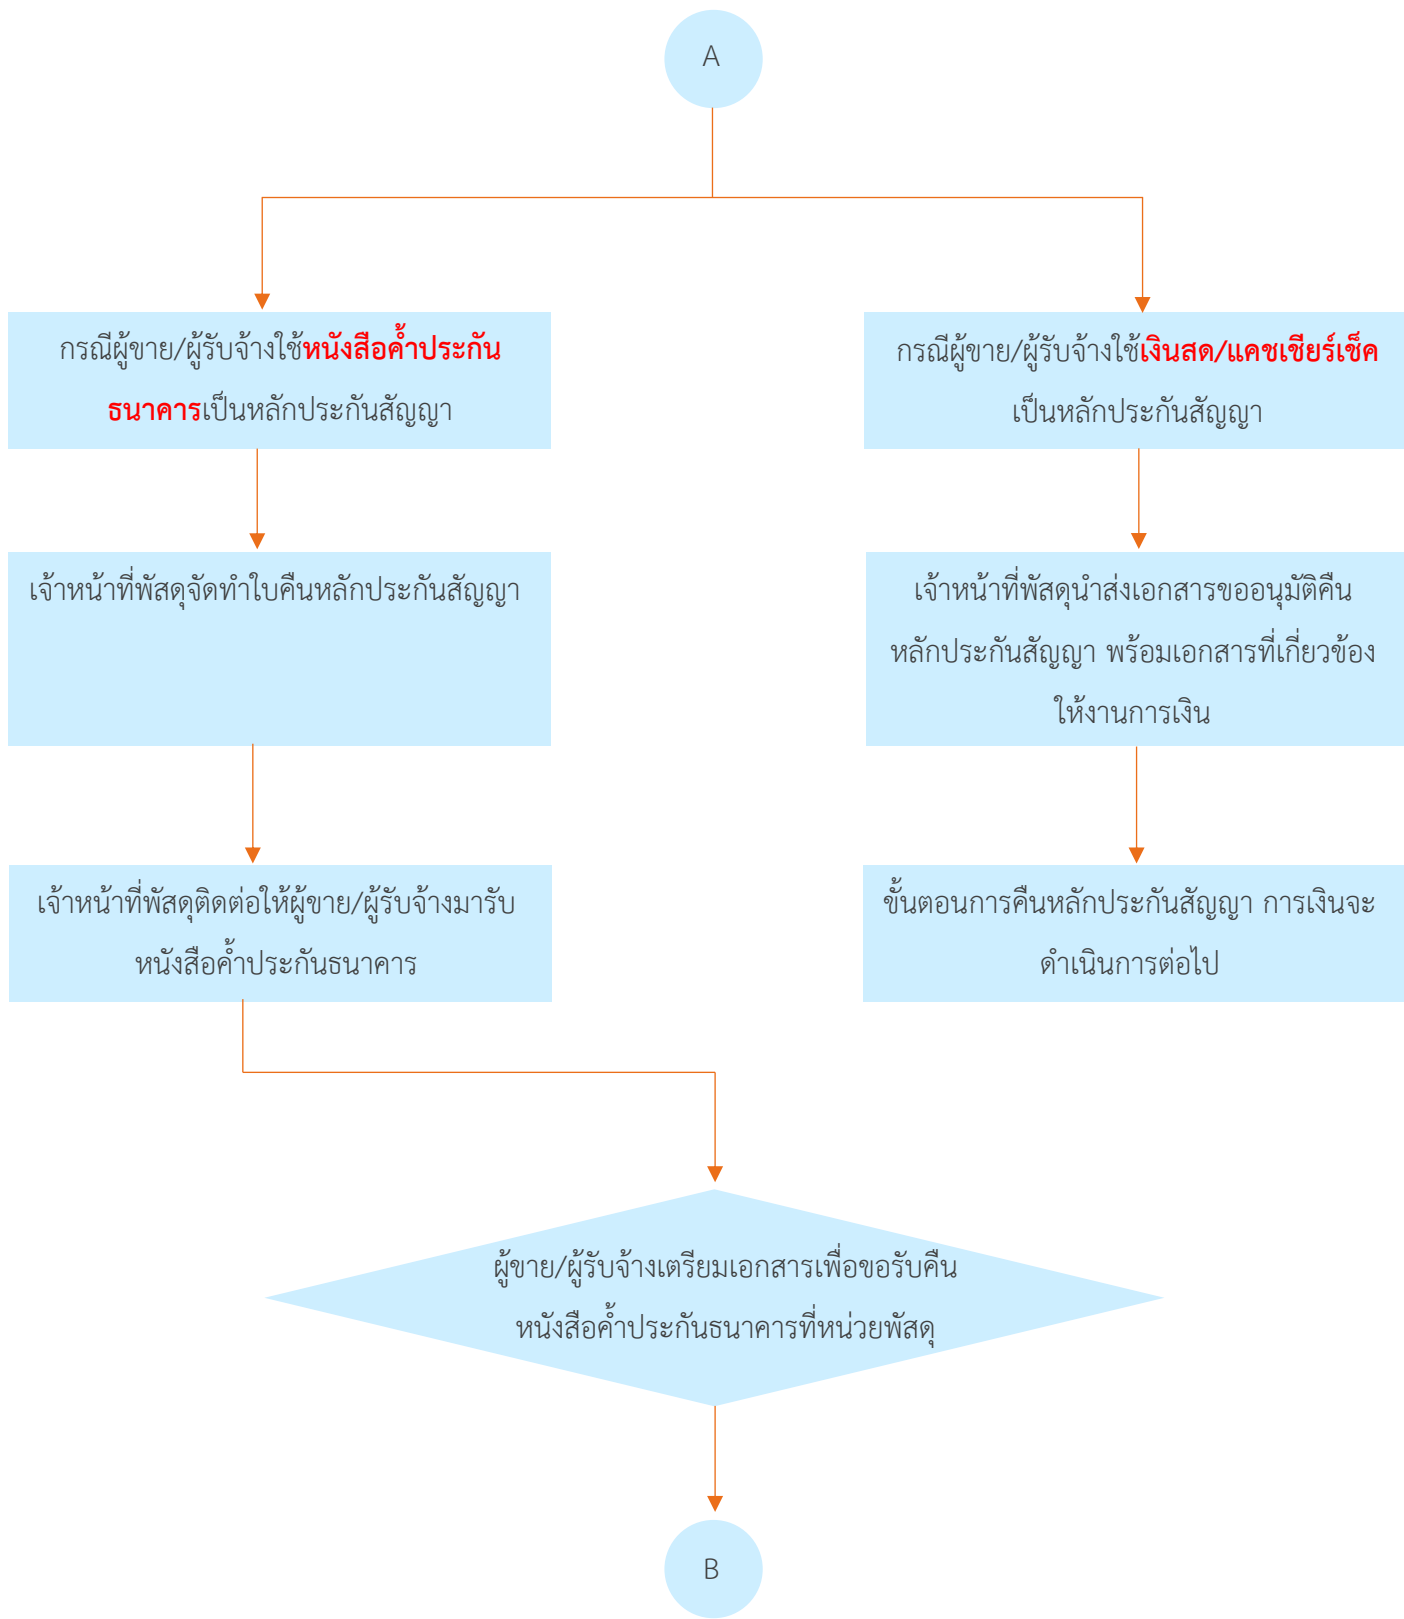 A
กรณีผู้ขาย/ผู้รับจ้างใช้หนังสือค้ำประกัน
ธนาคารเป็นหลักประกันสัญญา
กรณีผู้ขาย/ผู้รับจ้างใช้เงินสด/แคชเชียร์เช็ค
เป็นหลักประกันสัญญา
เจ้าหน้าที่พัสดุจัดทำใบคืนหลักประกันสัญญา
เจ้าหน้าที่พัสดุนำส่งเอกสารขออนุมัติคืน
หลักประกันสัญญา พร้อมเอกสารที่เกี่ยวข้อง
ให้งานการเงิน
เจ้าหน้าที่พัสดุติดต่อให้ผู้ขาย/ผู้รับจ้างมารับ
หนังสือค้ำประกันธนาคาร
ขั้นตอนการคืนหลักประกันสัญญา การเงินจะ
ดำเนินการต่อไป
ผู้ขาย/ผู้รับจ้างเตรียมเอกสารเพื่อขอรับคืน
หนังสือค้ำประกันธนาคารที่หน่วยพัสดุ
B